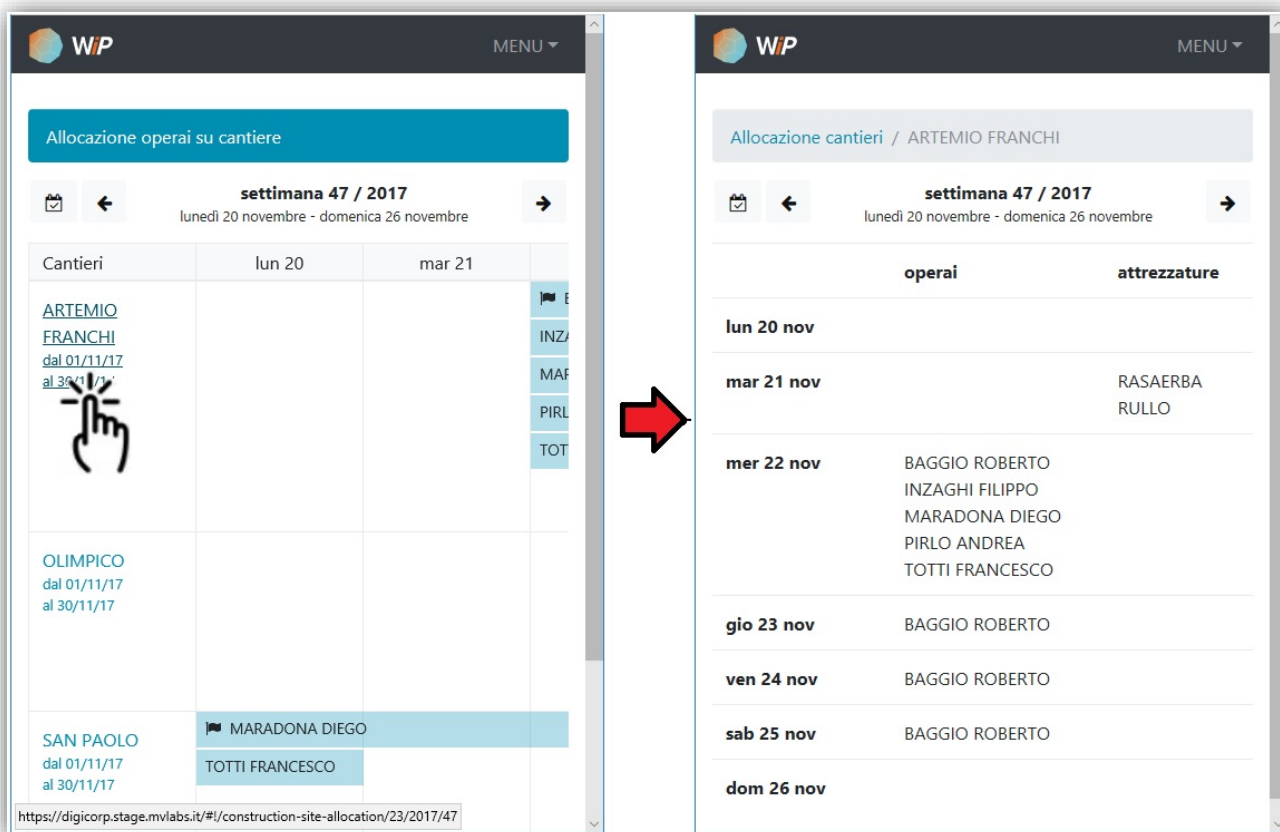 WiP
MENU
Allocazione operai su cantiere
settimana 47 / 2017
lunedì 20 novembre - domenica 26 novembre
Cantieri lun 20 mar 21
ARTEMIO
FRANCHI
dal 01/11/17
INZA
MAR
PIRL
TOT
OLIMPICO
dal 01/11/17
al 30/11/17
SAN PAOLO
dal 01/11/17
al 30/11/17
MARADONA DIEGO
TOTTI FRANCESCO
https://digicorp.stage.mvlabs.it/#!/construction-site-allocation/23/2017/47
WiP
MENU
Allocazione cantieri / ARTEMIO FRANCHI
settimana 47 / 2017
lunedì 20 novembre - domenica 26 novembre
operai attrezzature
lun 20 nov
mar 21 nov RASAERBA
RULLO
mer 22 nov BAGGIO ROBERTO
INZAGHI FILIPPO
MARADONA DIEGO
PIRLO ANDREA
TOTTI FRANCESCO
gio 23 nov BAGGIO ROBERTO
ven 24 nov BAGGIO ROBERTO
sab 25 nov BAGGIO ROBERTO
dom 26 nov